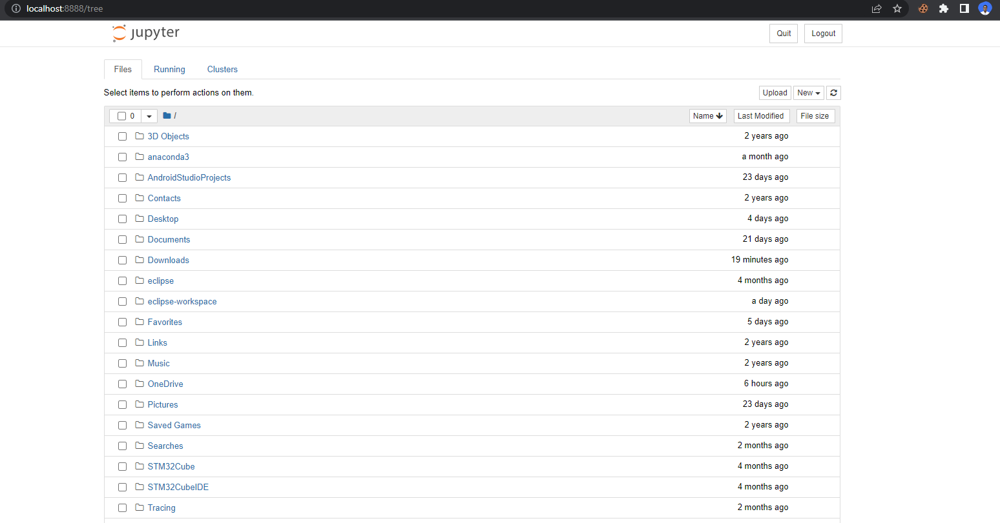 localhost:8888/tree
jupyter
Quit Logout
Files Running Clusters
Select items to perform actions on them.
Upload New
0 / Name Last Modified File size
3D Objects 2 years ago
anaconda3 a month ago
AndroidStudioProjects 23 days ago
Contacts 2 years ago
Desktop 4 days ago
Documents 21 days ago
Downloads 19 minutes ago
eclipse 4 months ago
eclipse-workspace a day ago
Favorites 5 days ago
Links 2 years ago
Music 2 years ago
OneDrive 6 hours ago
Pictures 23 days ago
Saved Games 2 years ago
Searches 2 months ago
STM32Cube 4 months ago
STM32CubeIDE 4 months ago
Tracing 2 months ago